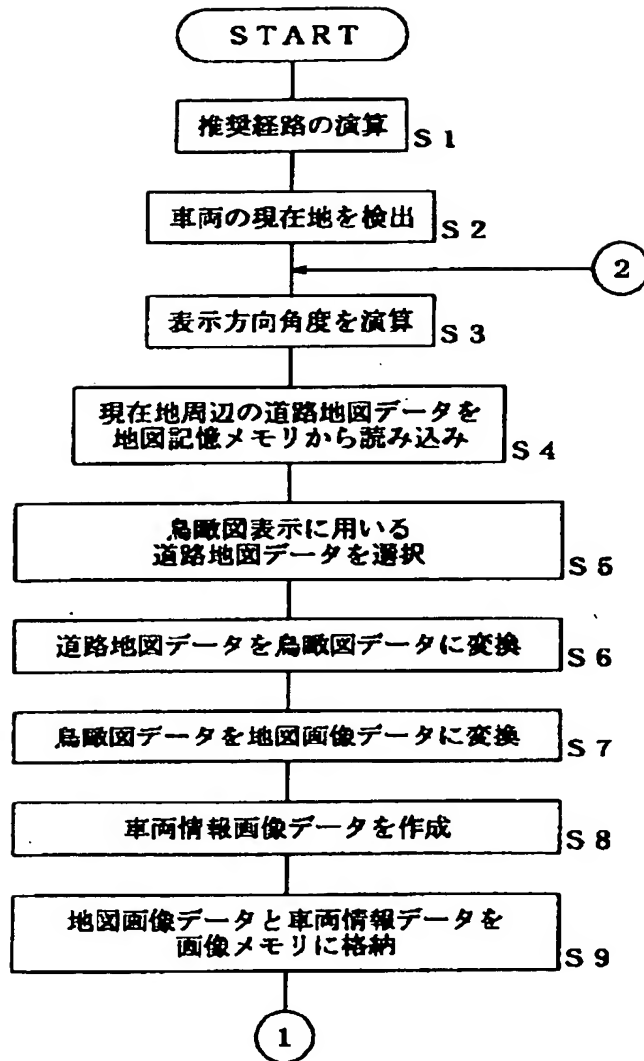 START
推奨経路の演算
S1
車両の現在地を検出
S2
2
表示方向角度を演算
S3
現在地周辺の道路地図データを
地図記憶メモリから読み込み
S4
鳥瞰図表示に用いる
道路地図データを選択
S5
道路地図データを鳥瞰図データに変換
S6
鳥瞰図データを地図画像データに変換
S7
車両情報画像データを作成
S8
地図画像データと車両情報データを
画像メモリに格納
S9
1